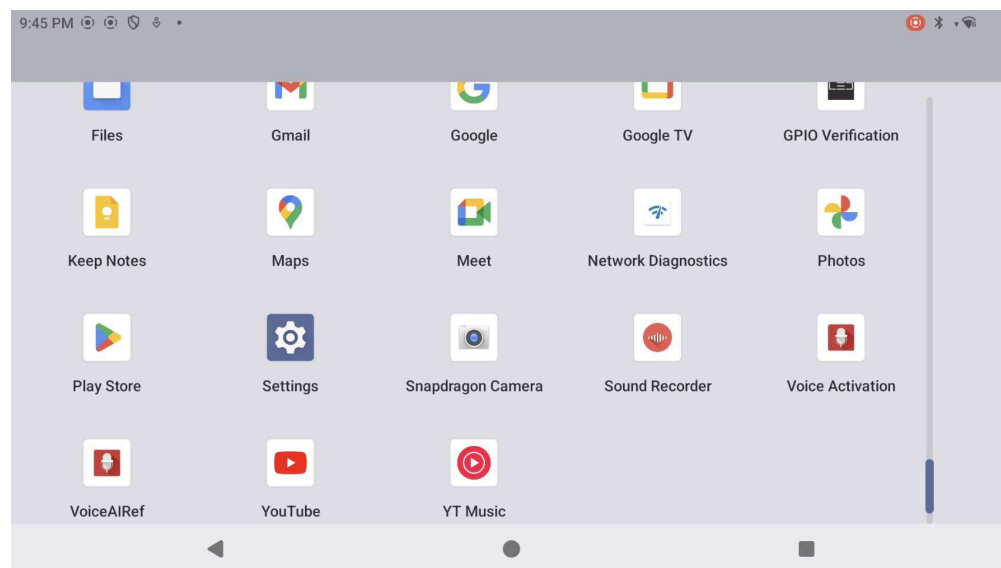 9:45 PM
Files Gmail Google Google TV GPIO Verification
Keep Notes Maps Meet Network Diagnostics Photos
Play Store Settings Snapdragon Camera Sound Recorder Voice Activation
VoiceAIRef YouTube YT Music